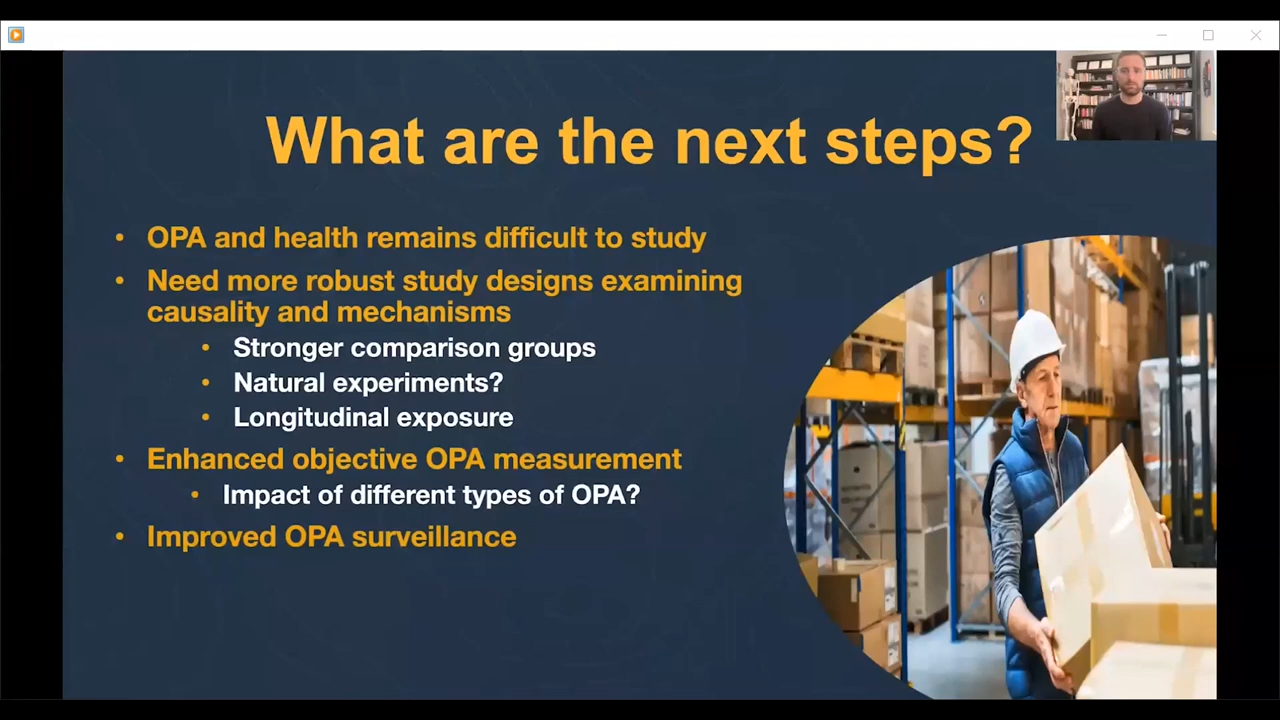 What are the next steps?
• OPA and health remains difficult to study
• Need more robust study designs examining
causality and mechanisms
• Stronger comparison groups
• Natural experiments?
• Longitudinal exposure
• Enhanced objective OPA measurement
• Impact of different types of OPA?
• Improved OPA surveillance